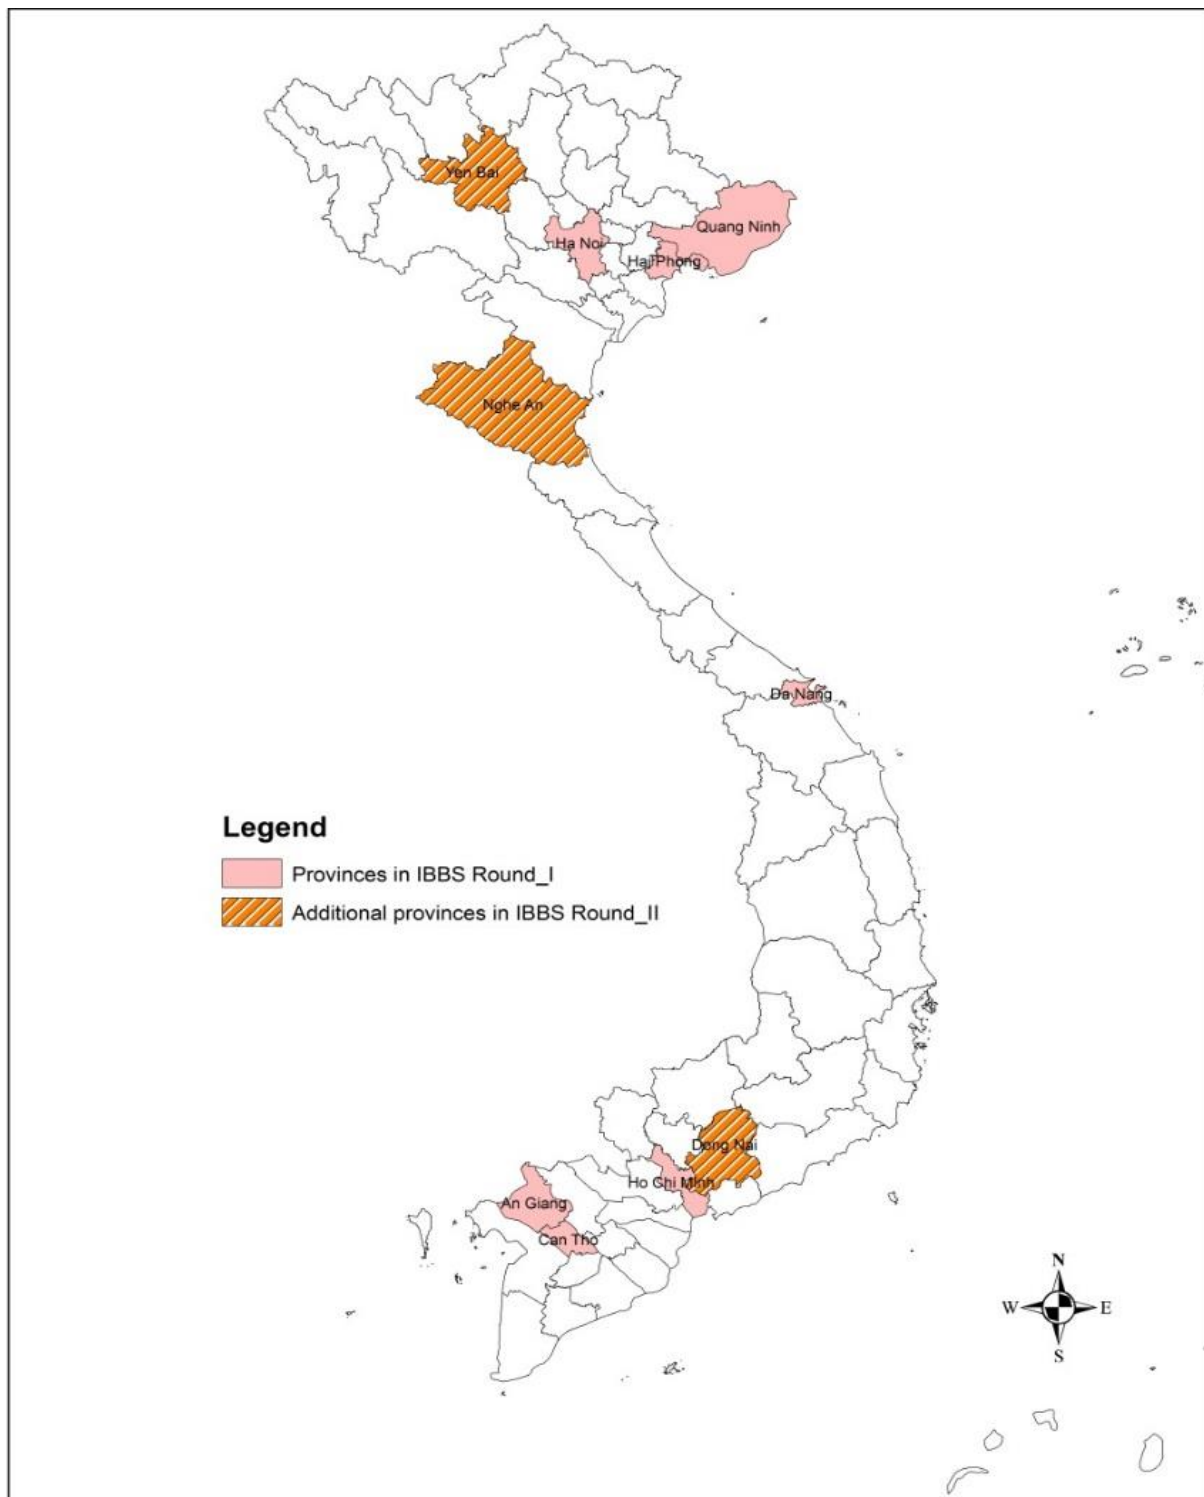 Yen Bai
Quang Ninh
Ha Noi
Hai Phong
Nghe An
Da Nang
Legend
Provinces in IBBS Round_I
Additional provinces in IBBS Round_II
Dong Nai
Ho Chi Minh
An Giang
Can Tho
N
W E
S